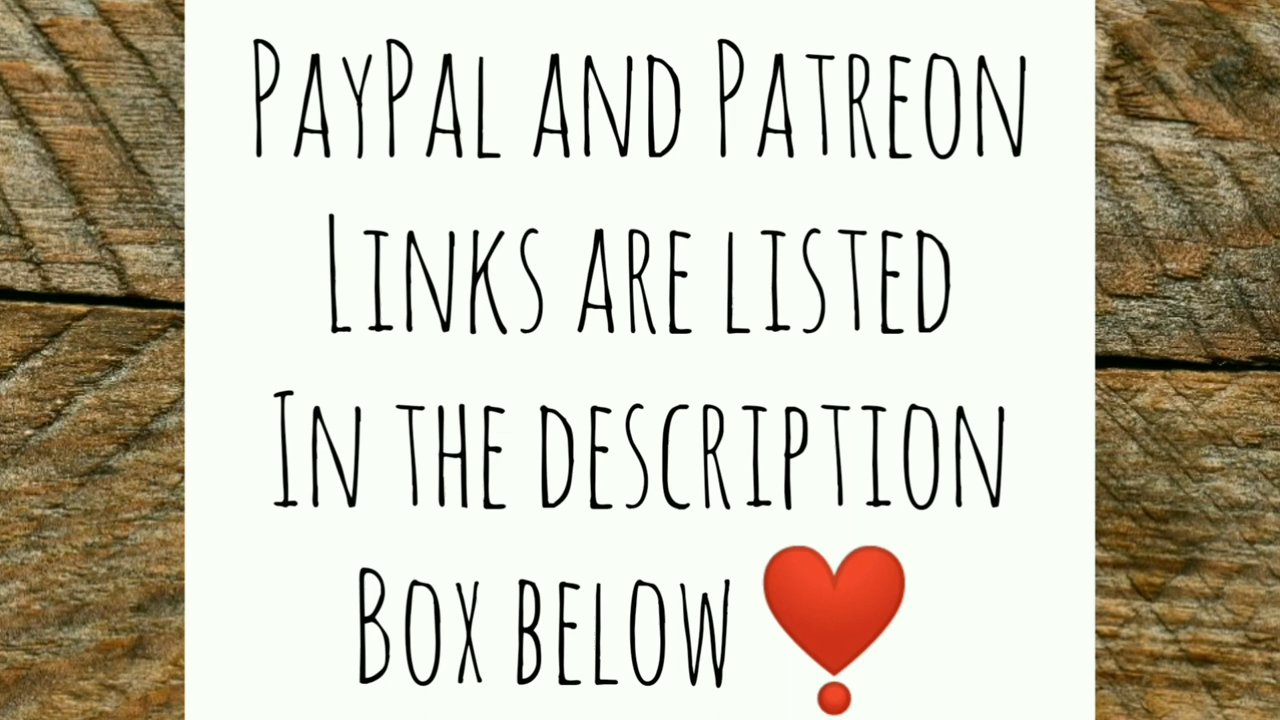 PayPal and Patreon
Links are listed
In the description
Box below ❣️